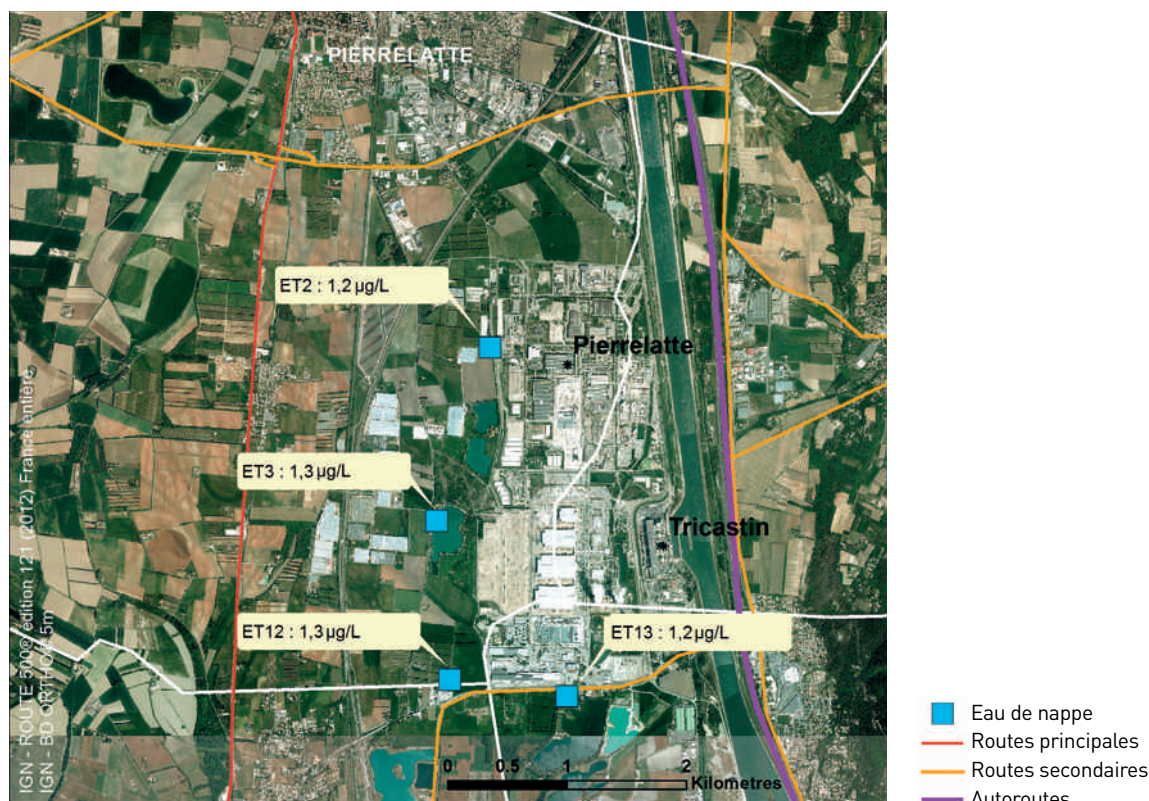 PIERRELATTE
ET2 : 1,2 µg/L
Pierrelatte
ET3 : 1,3 µg/L
Tricastin
ET12 : 1,3 µg/L
ET13 : 1,2 µg/L
IGN - ROUTE 500® édition 121 (2012) France entière
IGN - BD ORTHO® 5m
0 0.5 1 2
Kilometres
Eau de nappe
Routes principales
Routes secondaires
Autoroutes